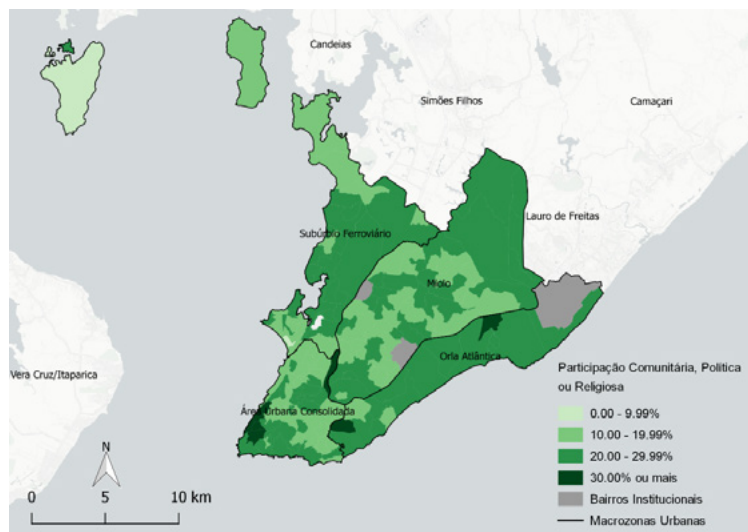 Candeias
Simões Filhos
Camaçari
Lauro de Freitas
Subúrbio Ferroviário
Miolo
Orla Atlântica
Vera Cruz/Itaparica
Área Urbana Consolidada
Participação Comunitária, Política
ou Religiosa
0.00 - 9.99%
10.00 - 19.99%
20.00 - 29.99%
30.00% ou mais
Bairros Institucionais
Macrozonas Urbanas
N
0 5 10 km